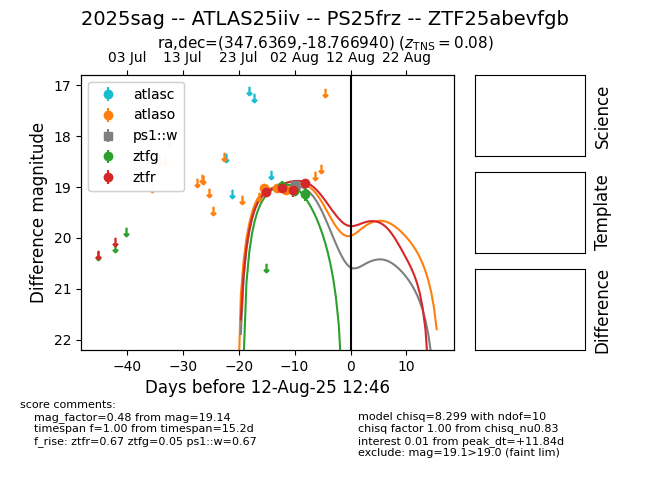 2025sag -- ATLAS25iiv -- PS25frz -- ZTF25abevfgb
ra,dec=(347.6369,-18.766940) (zTNS = 0.08)
03 Jul 13 Jul 23 Jul 02 Aug 12 Aug 22 Aug
17
18
19
20
21
22
Difference magnitude
atlasc
atlaso
ps1::w
ztfg
ztfr
−40 −30 −20 −10 0 10
Days before 12-Aug-25 12:46
Science
Template
Difference
score comments:
mag_factor=0.48 from mag=19.14
timespan f=1.00 from timespan=15.2d
f_rise: ztfr=0.67 ztfg=0.05 ps1::w=0.67
model chisq=8.299 with ndof=10
chisq factor 1.00 from chisq_nu0.83
interest 0.01 from peak_dt=+11.84d
exclude: mag=19.1>19.0 (faint lim)